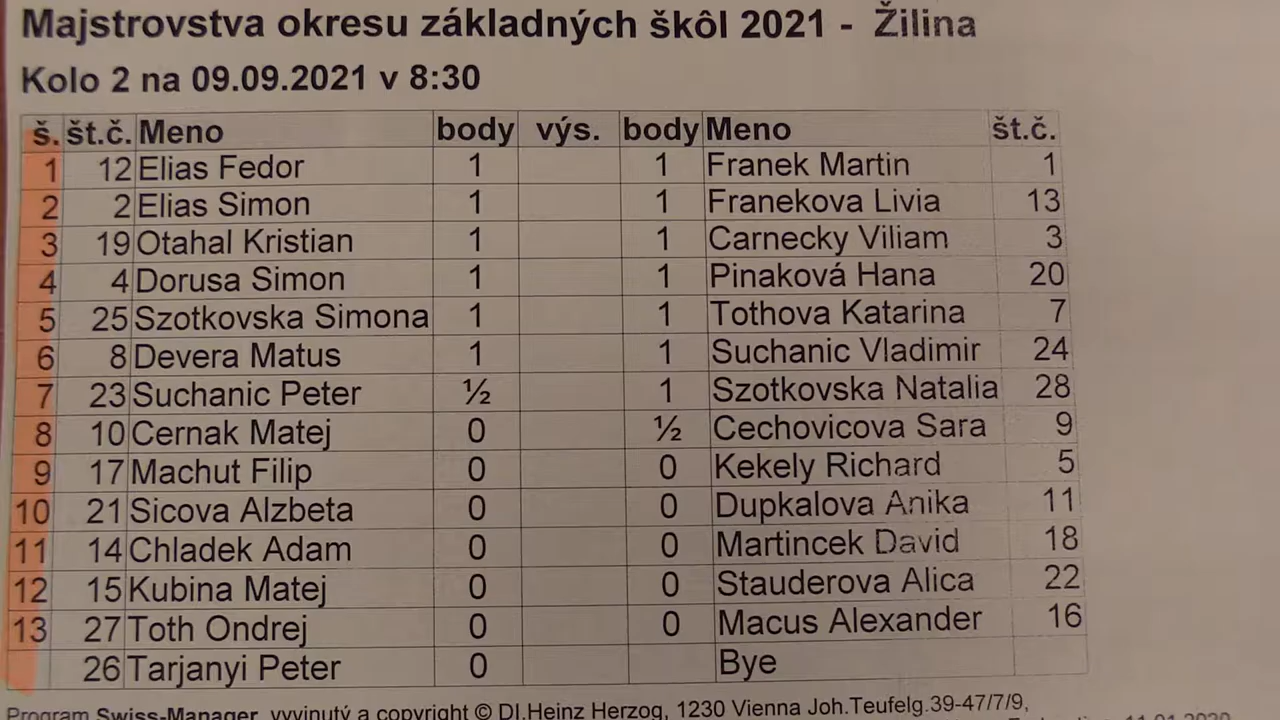 Majstrovstva okresu základných škôl 2021 - Žilina
Kolo 2 na 09.09.2021 v 8:30
š. št.č. Meno body výs. body Meno št.č.
1 12 Elias Fedor 1 1 Franek Martin 1
2 2 Elias Simon 1 1 Franekova Livia 13
3 19 Otahal Kristian 1 1 Carnecky Viliam 3
4 4 Dorusa Simon 1 1 Pinaková Hana 20
5 25 Szotkovska Simona 1 1 Tothova Katarina 7
6 8 Devera Matus 1 1 Suchanic Vladimir 24
7 23 Suchanic Peter ½ 1 Szotkovska Natalia 28
8 10 Cernak Matej 0 ½ Cechovicova Sara 9
9 17 Machut Filip 0 0 Kekely Richard 5
10 21 Sicova Alzbeta 0 0 Dupkalova Anika 11
11 14 Chladek Adam 0 0 Martincek David 18
12 15 Kubina Matej 0 0 Stauderova Alica 22
13 27 Toth Ondrej 0 0 Macus Alexander 16
26 Tarjanyi Peter 0 Bye
Program Swiss-Manager, vyvinutý a copyright © DI.Heinz Herzog, 1230 Vienna Joh.Teufelg.39-47/7/9,